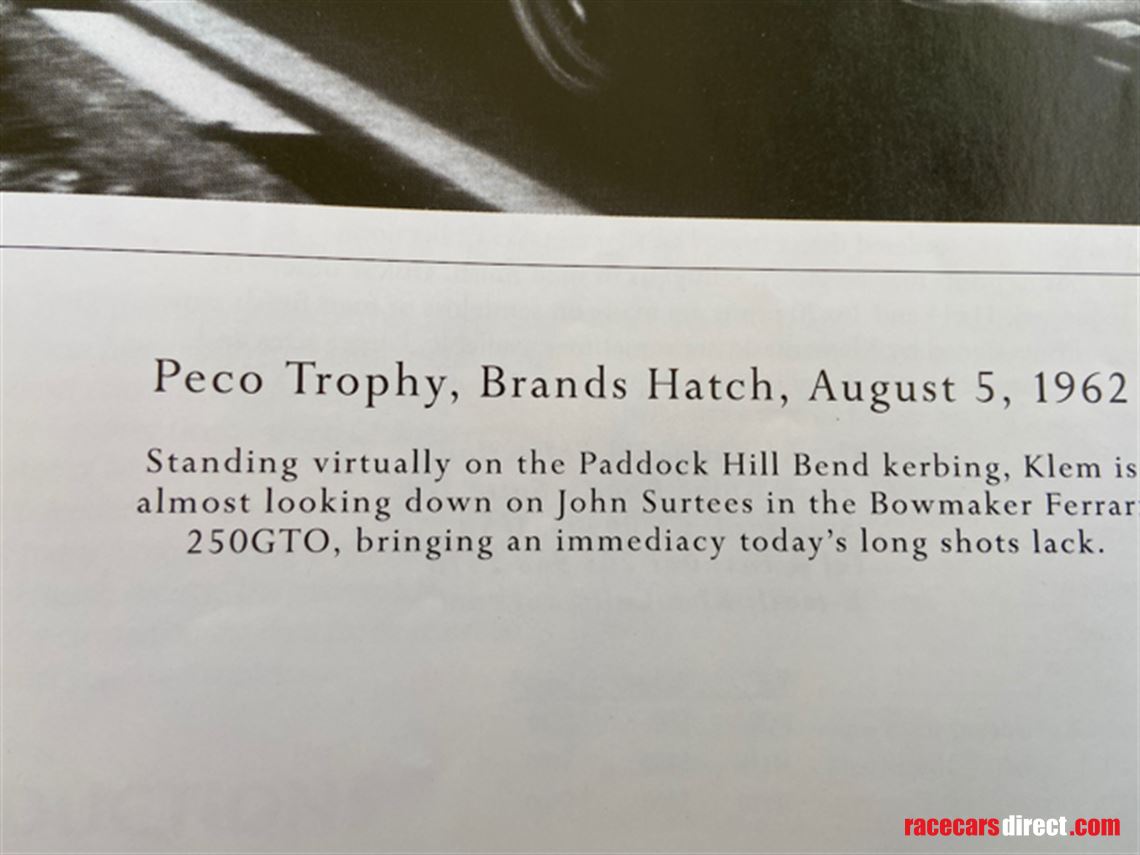 Peco Trophy, Brands Hatch, August 5, 1962
Standing virtually on the Paddock Hill Bend kerbing, Klem is
almost looking down on John Surtees in the Bowmaker Ferrar
250GTO, bringing an immediacy today's long shots lack.
racecarsdirect.com